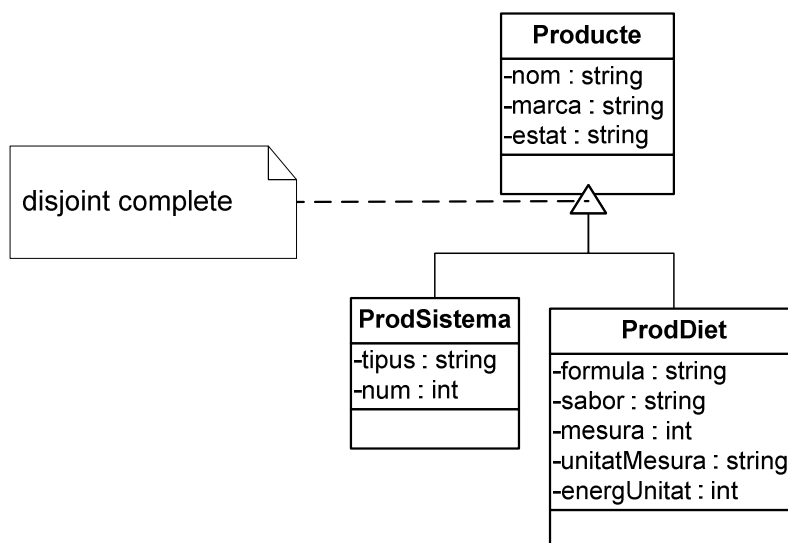 Producte
-nom : string
-marca : string
-estat : string
disjoint complete
ProdSistema
-tipus : string
-num : int
ProdDiet
-formula : string
-sabor : string
-mesura : int
-unitatMesura : string
-energUnitat : int